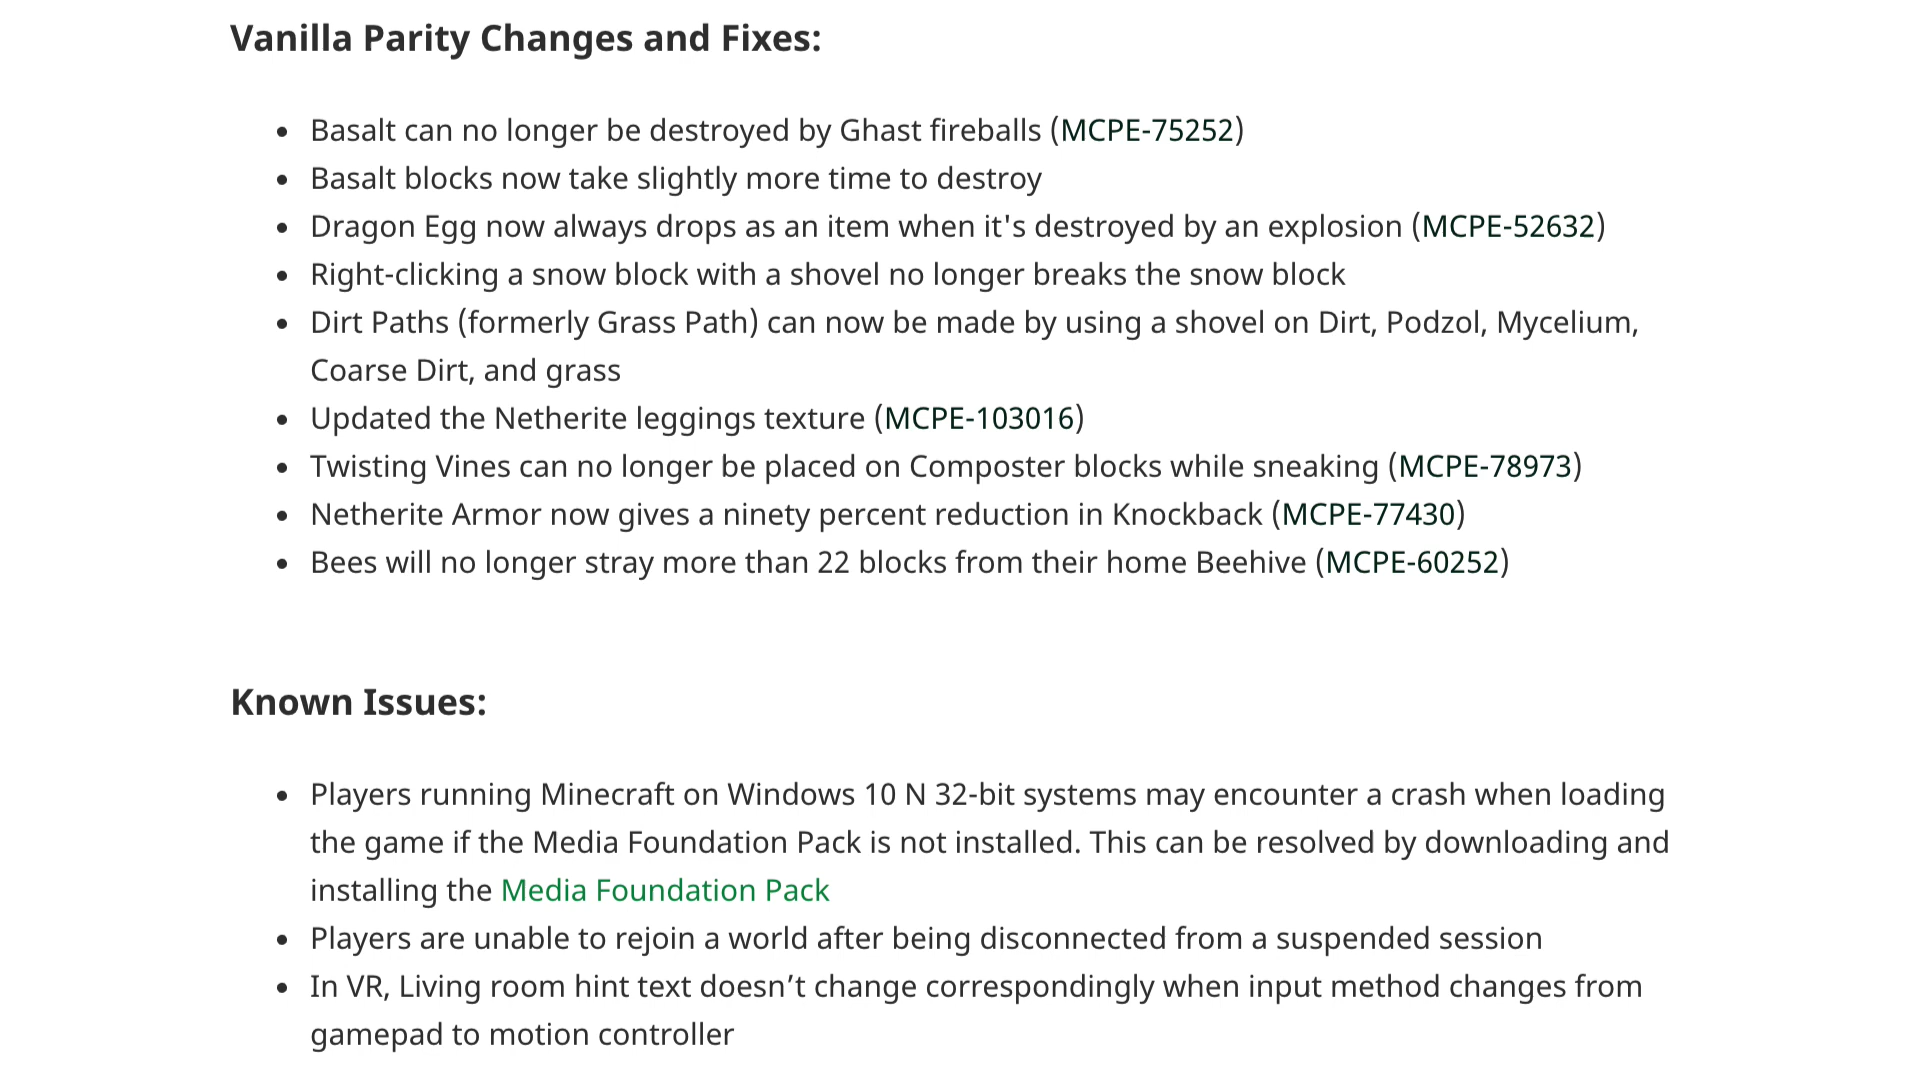 Vanilla Parity Changes and Fixes:
• Basalt can no longer be destroyed by Ghast fireballs (MCPE-75252)
• Basalt blocks now take slightly more time to destroy
• Dragon Egg now always drops as an item when it's destroyed by an explosion (MCPE-52632)
• Right-clicking a snow block with a shovel no longer breaks the snow block
• Dirt Paths (formerly Grass Path) can now be made by using a shovel on Dirt, Podzol, Mycelium,
Coarse Dirt, and grass
• Updated the Netherite leggings texture (MCPE-103016)
• Twisting Vines can no longer be placed on Composter blocks while sneaking (MCPE-78973)
• Netherite Armor now gives a ninety percent reduction in Knockback (MCPE-77430)
• Bees will no longer stray more than 22 blocks from their home Beehive (MCPE-60252)
Known Issues:
• Players running Minecraft on Windows 10 N 32-bit systems may encounter a crash when loading
the game if the Media Foundation Pack is not installed. This can be resolved by downloading and
installing the Media Foundation Pack
• Players are unable to rejoin a world after being disconnected from a suspended session
• In VR, Living room hint text doesn’t change correspondingly when input method changes from
gamepad to motion controller